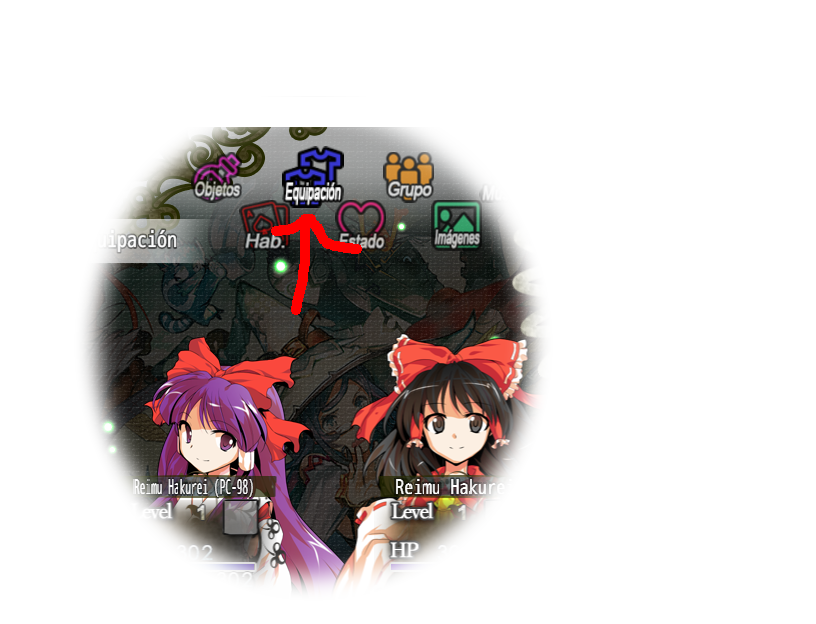 Objetos Equipación Grupo
Hab. Estado Imágenes
uipación
Reimu Hakurei (PC-98) Reimu Hakure
Level 1 Level 1
HP